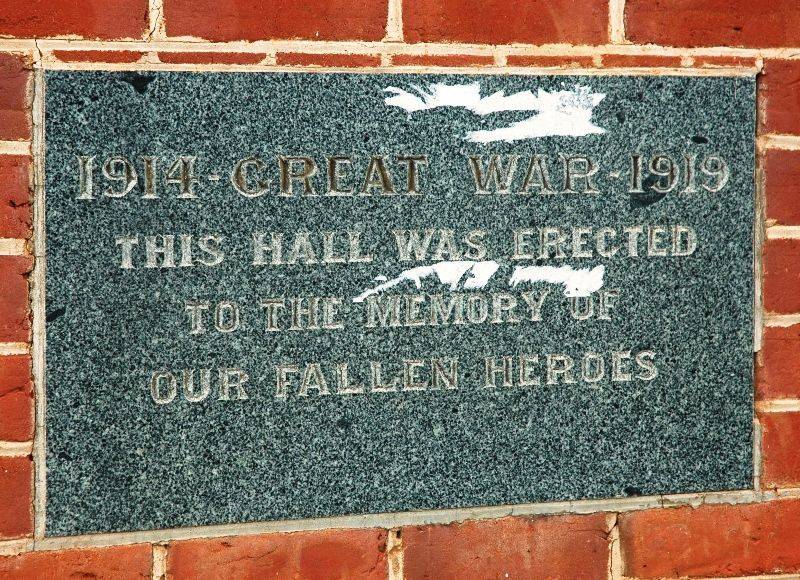 1914-GREAT WAR-1919
THIS HALL WAS ERECTED
TO THE MEMORY OF
OUR FALLEN HEROES